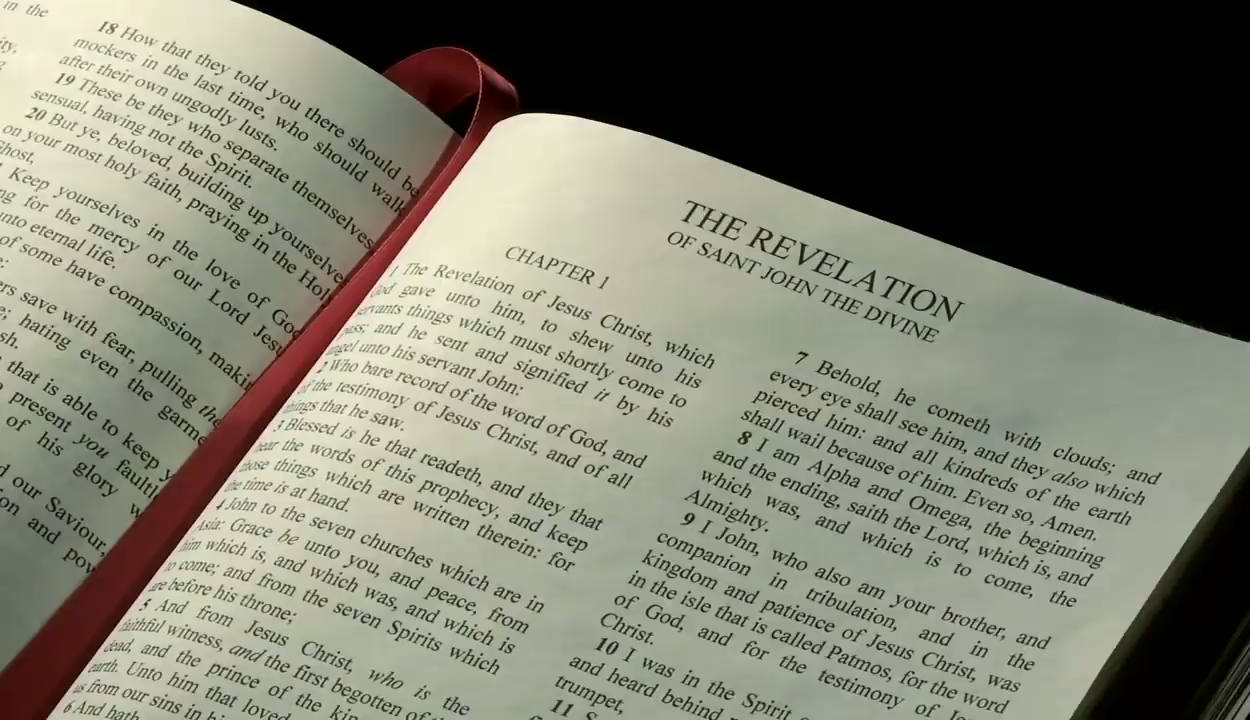 in the
18 How that they told you there should be
mockers in the last time, who should walk
after their own ungodly lusts.
19 These be they who separate themselves,
sensual, having not the Spirit.
20 But ye, beloved, building up yourselves
on your most holy faith, praying in the Holy
Ghost,
Keep yourselves in the love of God
for the mercy of our Lord Jesus
unto eternal life.
of some have compassion, making
save with fear, pulling the
hating even the garme
that is able to keep
present you faultl
of his glory
our Saviour,
and pow
THE REVELATION
OF SAINT JOHN THE DIVINE
CHAPTER 1
1 The Revelation of Jesus Christ, which
God gave unto him, to shew unto his
servants things which must shortly come to
pass; and he sent and signified it by his
angel unto his servant John:
2 Who bare record of the word of God, and
of the testimony of Jesus Christ, and of all
things that he saw.
3 Blessed is he that readeth, and they that
hear the words of this prophecy, and keep
those things which are written therein: for
the time is at hand.
4 John to the seven churches which are in
Asia: Grace be unto you, and peace, from
him which is, and which was, and which is
to come; and from the seven Spirits which
are before his throne;
5 And from Jesus Christ, who is the
faithful witness, and the first begotten of the
dead, and the prince of the kin
earth. Unto him that loved
us from our sins in his
6 And hath
7 Behold, he cometh with clouds; and
every eye shall see him, and they also which
pierced him: and all kindreds of the earth
shall wail because of him. Even so, Amen.
8 I am Alpha and Omega, the beginning
and the ending, saith the Lord, which is, and
which was, and which is to come, the
Almighty.
9 I John, who also am your brother, and
companion in tribulation, and in the
kingdom and patience of Jesus Christ, was
in the isle that is called Patmos, for the word
of God, and for the testimony of Jes
Christ.
10 I was in the Spirit
and heard behind
trumpet,
11 S